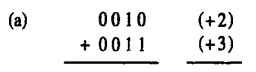 (a) 0010 (+2)
+ 0011 (+3)